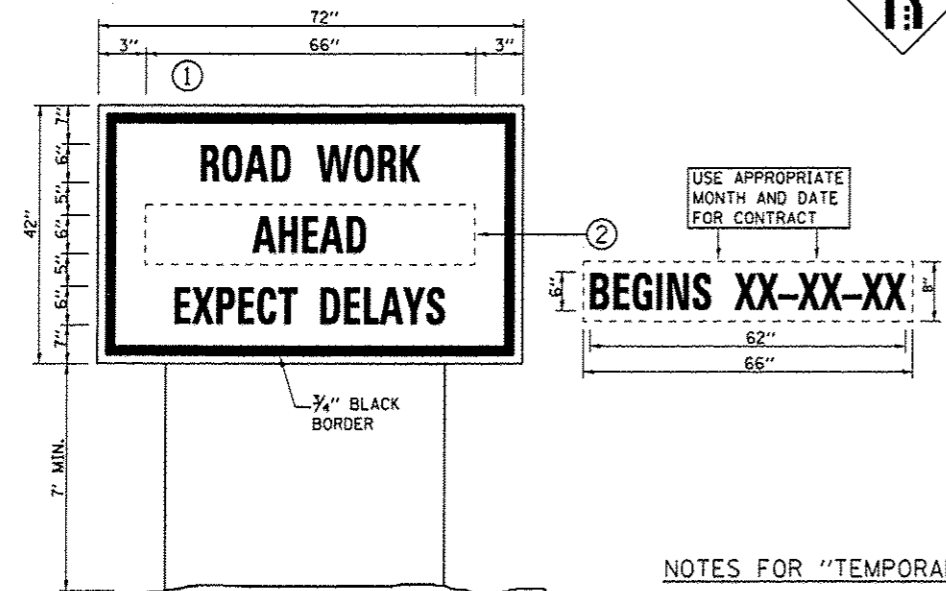 72"
3" 66" 3"
1
42"
7"
6"
5"
6"
5"
6"
7"
ROAD WORK
AHEAD
EXPECT DELAYS
2
USE APPROPRIATE
MONTH AND DATE
FOR CONTRACT
6"
BEGINS XX-XX-XX
8"
62"
66"
3/4" BLACK
BORDER
7' MIN.
NOTES FOR "TEMPORA